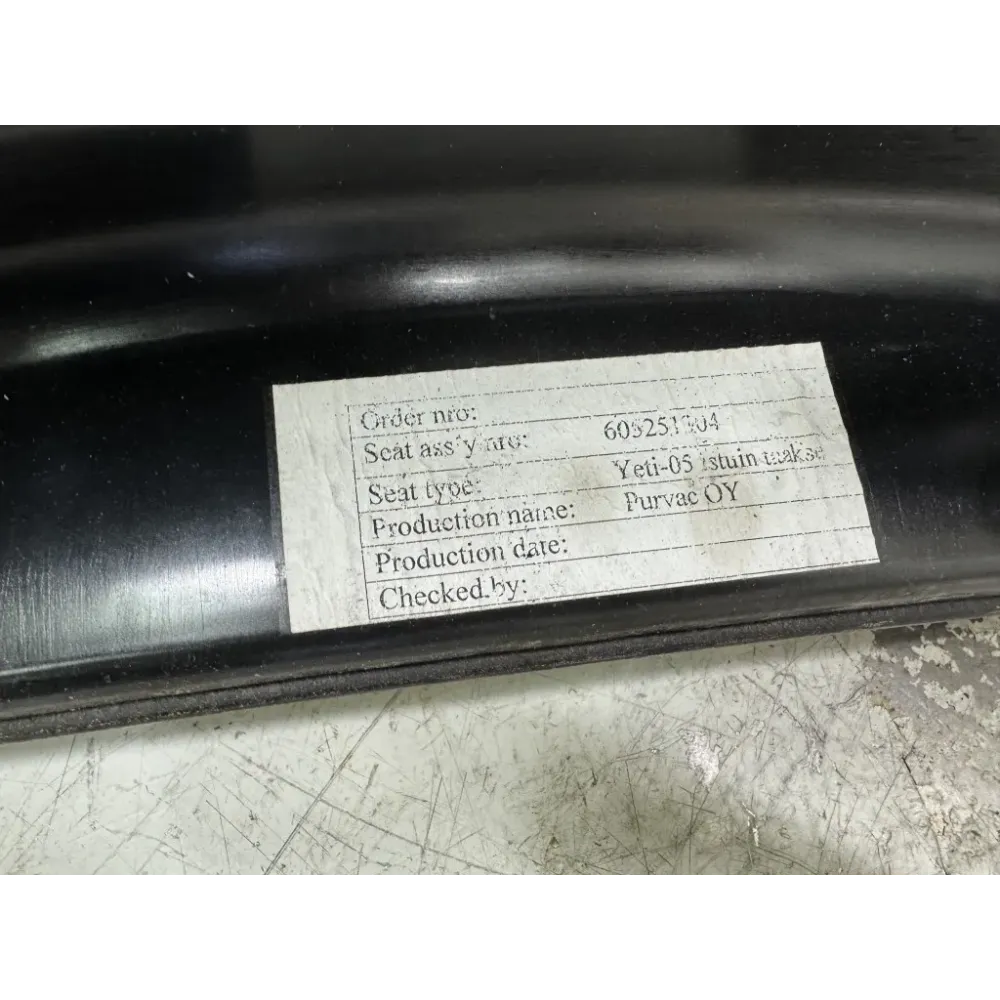 Order nro:
Seat ass'y nro: 605251304
Seat type: Yeti-05 istuin
Production name: Purvac OY
Production date:
Checked by: